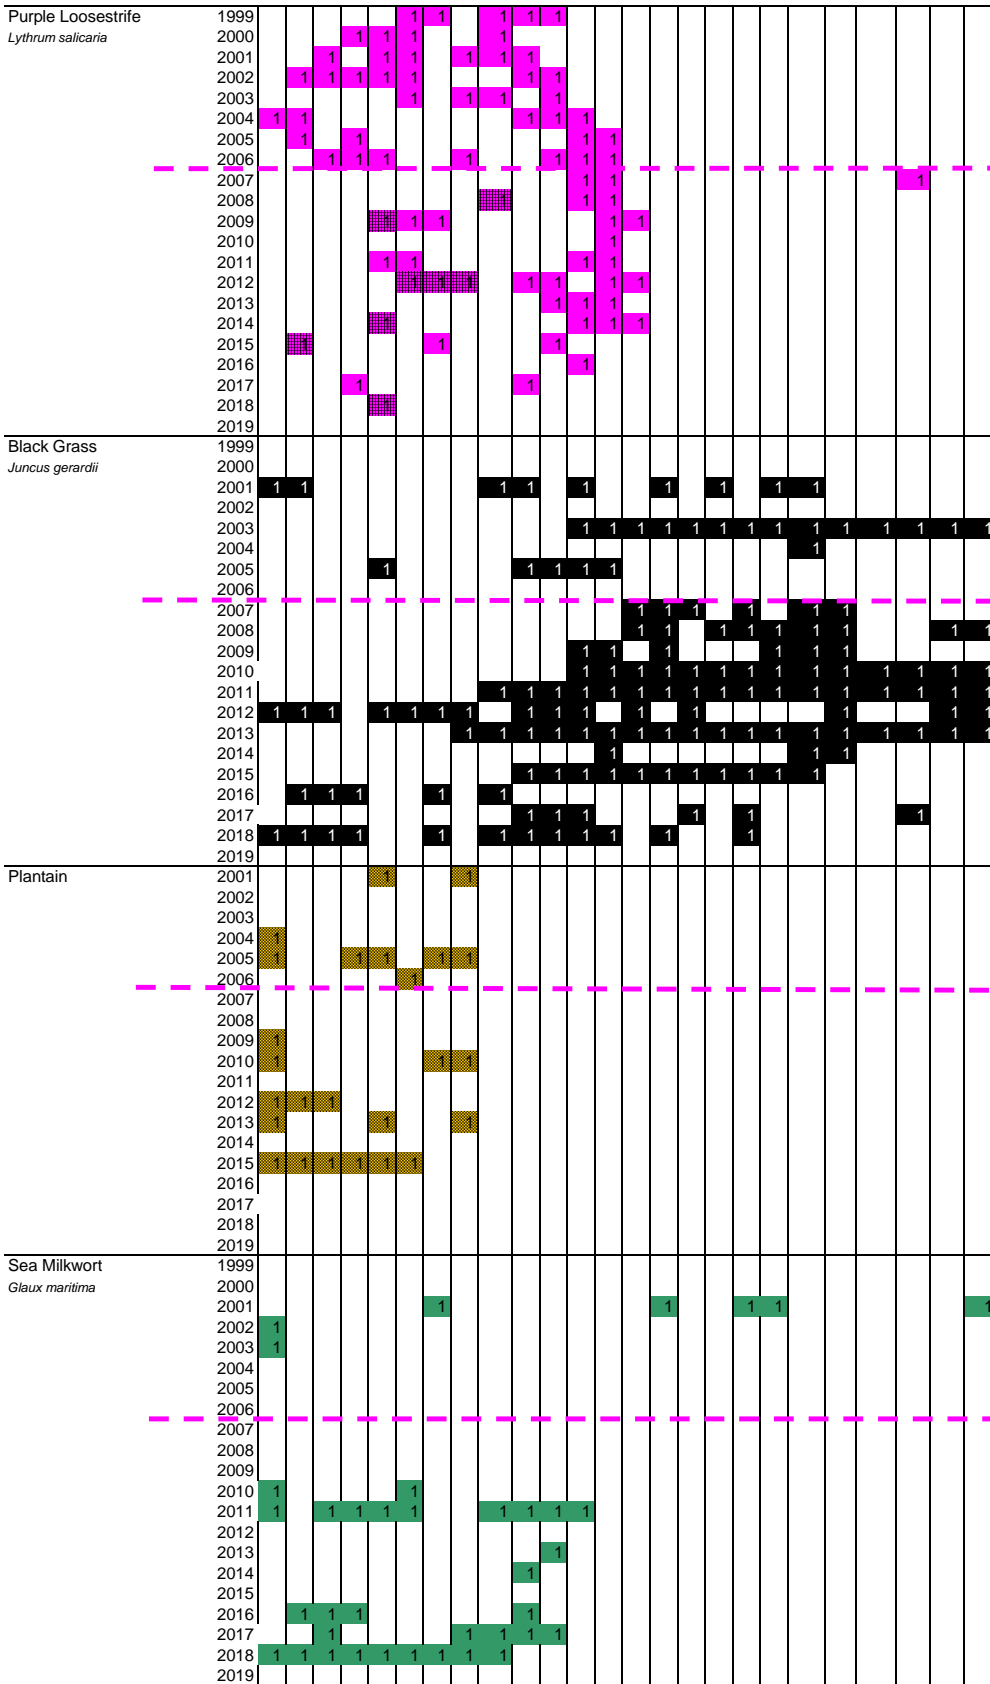 Purple Loosestrife 1999 1 1 1 1 1
Lythrum salicaria 2000 1 1 1 1
2001 1 1 1 1 1 1
2002 1 1 1 1 1 1 1
2003 1 1 1 1
2004 1 1 1 1 1
2005 1 1 1 1
2006 1 1 1 1 1 1 1
2007 1 1 1
2008 1 1 1
2009 1 1 1 1 1
2010 1
2011 1 1 1 1
2012 1 1 1 1 1 1 1
2013 1 1 1
2014 1 1 1 1
2015 1 1 1
2016 1
2017 1 1
2018 1
2019
Black Grass 1999
Juncus gerardii 2000
2001 1 1 1 1 1 1 1 1 1
2002
2003 1 1 1 1 1 1 1 1 1 1 1 1 1 1
2004 1
2005 1 1 1 1 1
2006
2007 1 1 1 1 1 1
2008 1 1 1 1 1 1 1 1 1
2009 1 1 1 1 1 1
2010 1 1 1 1 1 1 1 1 1 1 1 1 1 1
2011 1 1 1 1 1 1 1 1 1 1 1 1 1 1 1 1 1
2012 1 1 1 1 1 1 1 1 1 1 1 1 1 1 1
2013 1 1 1 1 1 1 1 1 1 1 1 1 1 1 1 1 1 1
2014 1 1 1
2015 1 1 1 1 1 1 1 1 1 1 1
2016 1 1 1 1 1
2017 1 1 1 1 1 1
2018 1 1 1 1 1 1 1 1 1 1 1 1
2019
Plantain 2001 1 1
2002
2003
2004 1
2005 1 1 1 1 1
2006 1
2007
2008
2009 1
2010 1 1 1
2011
2012 1 1 1
2013 1 1 1
2014
2015 1 1 1 1 1 1
2016
2017
2018
2019
Sea Milkwort 1999
Glaux maritima 2000
2001 1 1 1 1 1
2002 1
2003 1
2004
2005
2006
2007
2008
2009
2010 1 1
2011 1 1 1 1 1 1 1 1 1
2012
2013 1
2014 1
2015
2016 1 1 1 1
2017 1 1 1 1 1
2018 1 1 1 1 1 1 1 1 1
2019